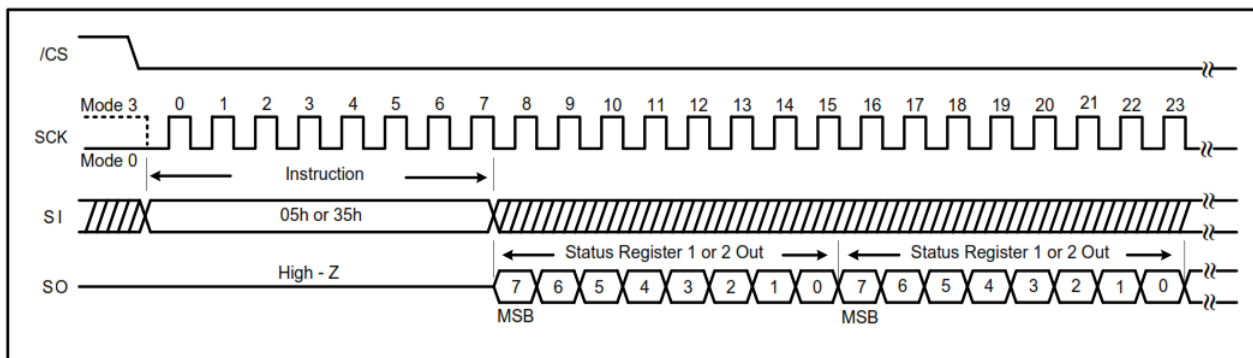 /CS
Mode 3 0 1 2 3 4 5 6 7 8 9 10 11 12 13 14 15 16 17 18 19 20 21 22 23
SCK
Mode 0
Instruction
SI 05h or 35h
Status Register 1 or 2 Out Status Register 1 or 2 Out
High - Z
SO 7 6 5 4 3 2 1 0 7 6 5 4 3 2 1 0
MSB MSB